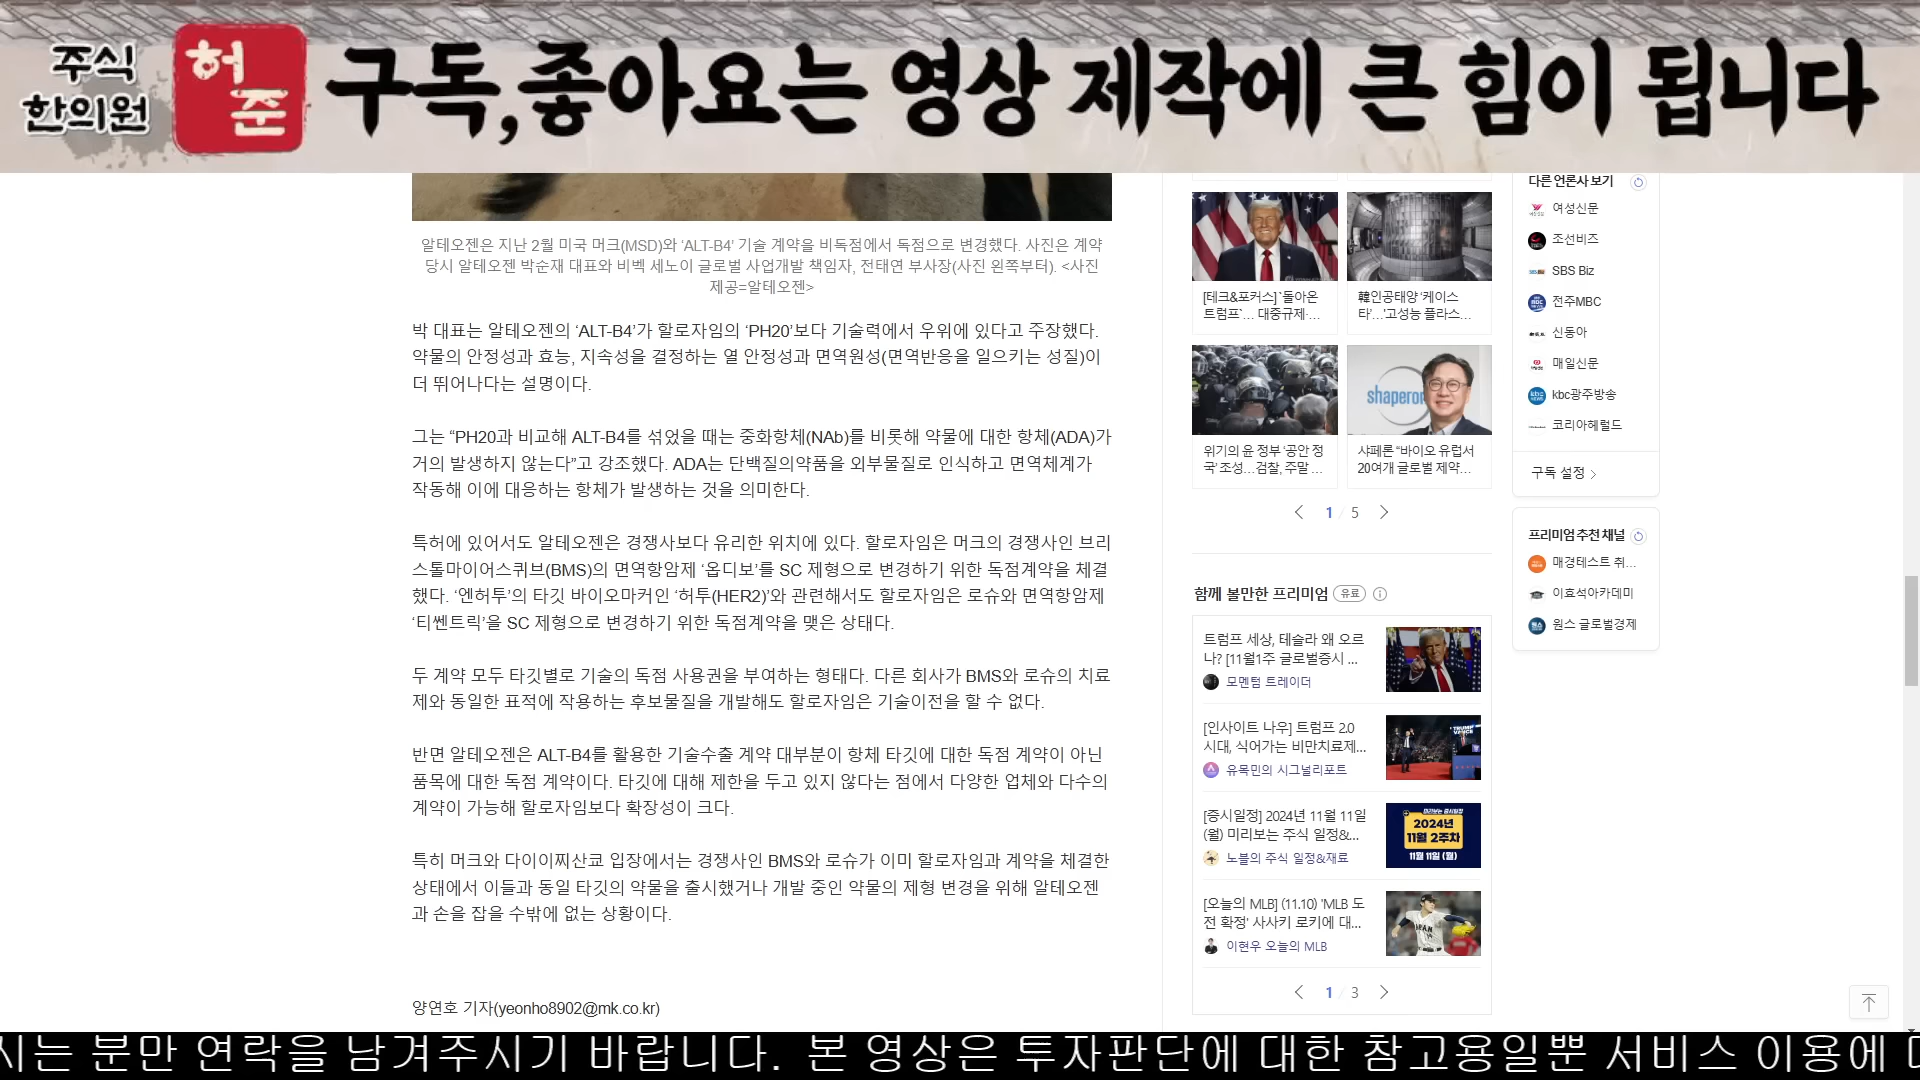 주식
한의원
허
준
구독,좋아요는 영상 제작에 큰 힘이 됩니다
알테오젠은 지난 2월 미국 머크(MSD)와 ‘ALT-B4’ 기술 계약을 비독점에서 독점으로 변경했다. 사진은 계약
당시 알테오젠 박순재 대표와 비벡 세노이 글로벌 사업개발 책임자, 전태연 부사장(사진 왼쪽부터). <사진
제공=알테오젠>
박 대표는 알테오젠의 ‘ALT-B4’가 할로자임의 ‘PH20’보다 기술력에서 우위에 있다고 주장했다.
약물의 안정성과 효능, 지속성을 결정하는 열 안정성과 면역원성(면역반응을 일으키는 성질)이
더 뛰어나다는 설명이다.
그는 “PH20과 비교해 ALT-B4를 섞었을 때는 중화항체(NAb)를 비롯해 약물에 대한 항체(ADA)가
거의 발생하지 않는다”고 강조했다. ADA는 단백질의약품을 외부물질로 인식하고 면역체계가
작동해 이에 대응하는 항체가 발생하는 것을 의미한다.
특허에 있어서도 알테오젠은 경쟁사보다 유리한 위치에 있다. 할로자임은 머크의 경쟁사인 브리
스톨마이어스퀴브(BMS)의 면역항암제 ‘옵디보’를 SC 제형으로 변경하기 위한 독점계약을 체결
했다. ‘엔허투’의 타깃 바이오마커인 ‘허투(HER2)’와 관련해서도 할로자임은 로슈와 면역항암제
‘티쎈트릭’을 SC 제형으로 변경하기 위한 독점계약을 맺은 상태다.
두 계약 모두 타깃별로 기술의 독점 사용권을 부여하는 형태다. 다른 회사가 BMS와 로슈의 치료
제와 동일한 표적에 작용하는 후보물질을 개발해도 할로자임은 기술이전을 할 수 없다.
반면 알테오젠은 ALT-B4를 활용한 기술수출 계약 대부분이 항체 타깃에 대한 독점 계약이 아닌
품목에 대한 독점 계약이다. 타깃에 대해 제한을 두고 있지 않다는 점에서 다양한 업체와 다수의
계약이 가능해 할로자임보다 확장성이 크다.
특히 머크와 다이이찌산쿄 입장에서는 경쟁사인 BMS와 로슈가 이미 할로자임과 계약을 체결한
상태에서 이들과 동일 타깃의 약물을 출시했거나 개발 중인 약물의 제형 변경을 위해 알테오젠
과 손을 잡을 수밖에 없는 상황이다.
양연호 기자(yeonho8902@mk.co.kr)
[테크&포커스]`돌아온
트럼프`… 대중규제·…
韓인공태양 ‘케이스
타’…'고성능 플라스…
위기의 윤 정부 ‘공안 정
국’ 조성…검찰, 주말 …
shaperon
샤페론 “바이오 유럽서
20여개 글로벌 제약…
1 / 5
함께 볼만한 프리미엄 유료
트럼프 세상, 테슬라 왜 오르
나? [11월1주 글로벌증시 …
모멘텀 트레이더
[인사이트 나우] 트럼프 2.0
시대, 식어가는 비만치료제…
유목민의 시그널리포트
[증시일정] 2024년 11월 11일
(월) 미리보는 주식 일정&…
노블의 주식 일정&재료
미리보는 증시일정
2024년
11월 2주차
11월 11일 (월)
[오늘의 MLB] (11.10) 'MLB 도
전 확정' 사사키 로키에 대…
이현우 오늘의 MLB
1 / 3
다른 언론사 보기
여성신문
조선비즈
SBS Biz
전주MBC
신동아
매일신문
kbc광주방송
코리아헤럴드
구독 설정
프리미엄 추천 채널
매경테스트 취…
이효석아카데미
원스 글로벌경제
시는 분만 연락을 남겨주시기 바랍니다. 본 영상은 투자판단에 대한 참고용일뿐 서비스 이용에